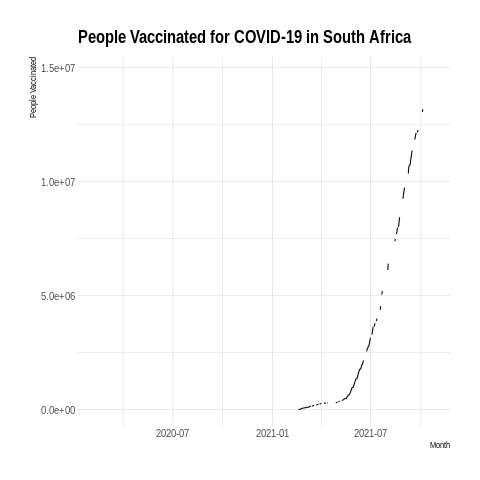 People Vaccinated for COVID-19 in South Africa
People Vaccinated
1.5e+07
1.0e+07
5.0e+06
0.0e+00
2020-07
2021-01
2021-07
Month